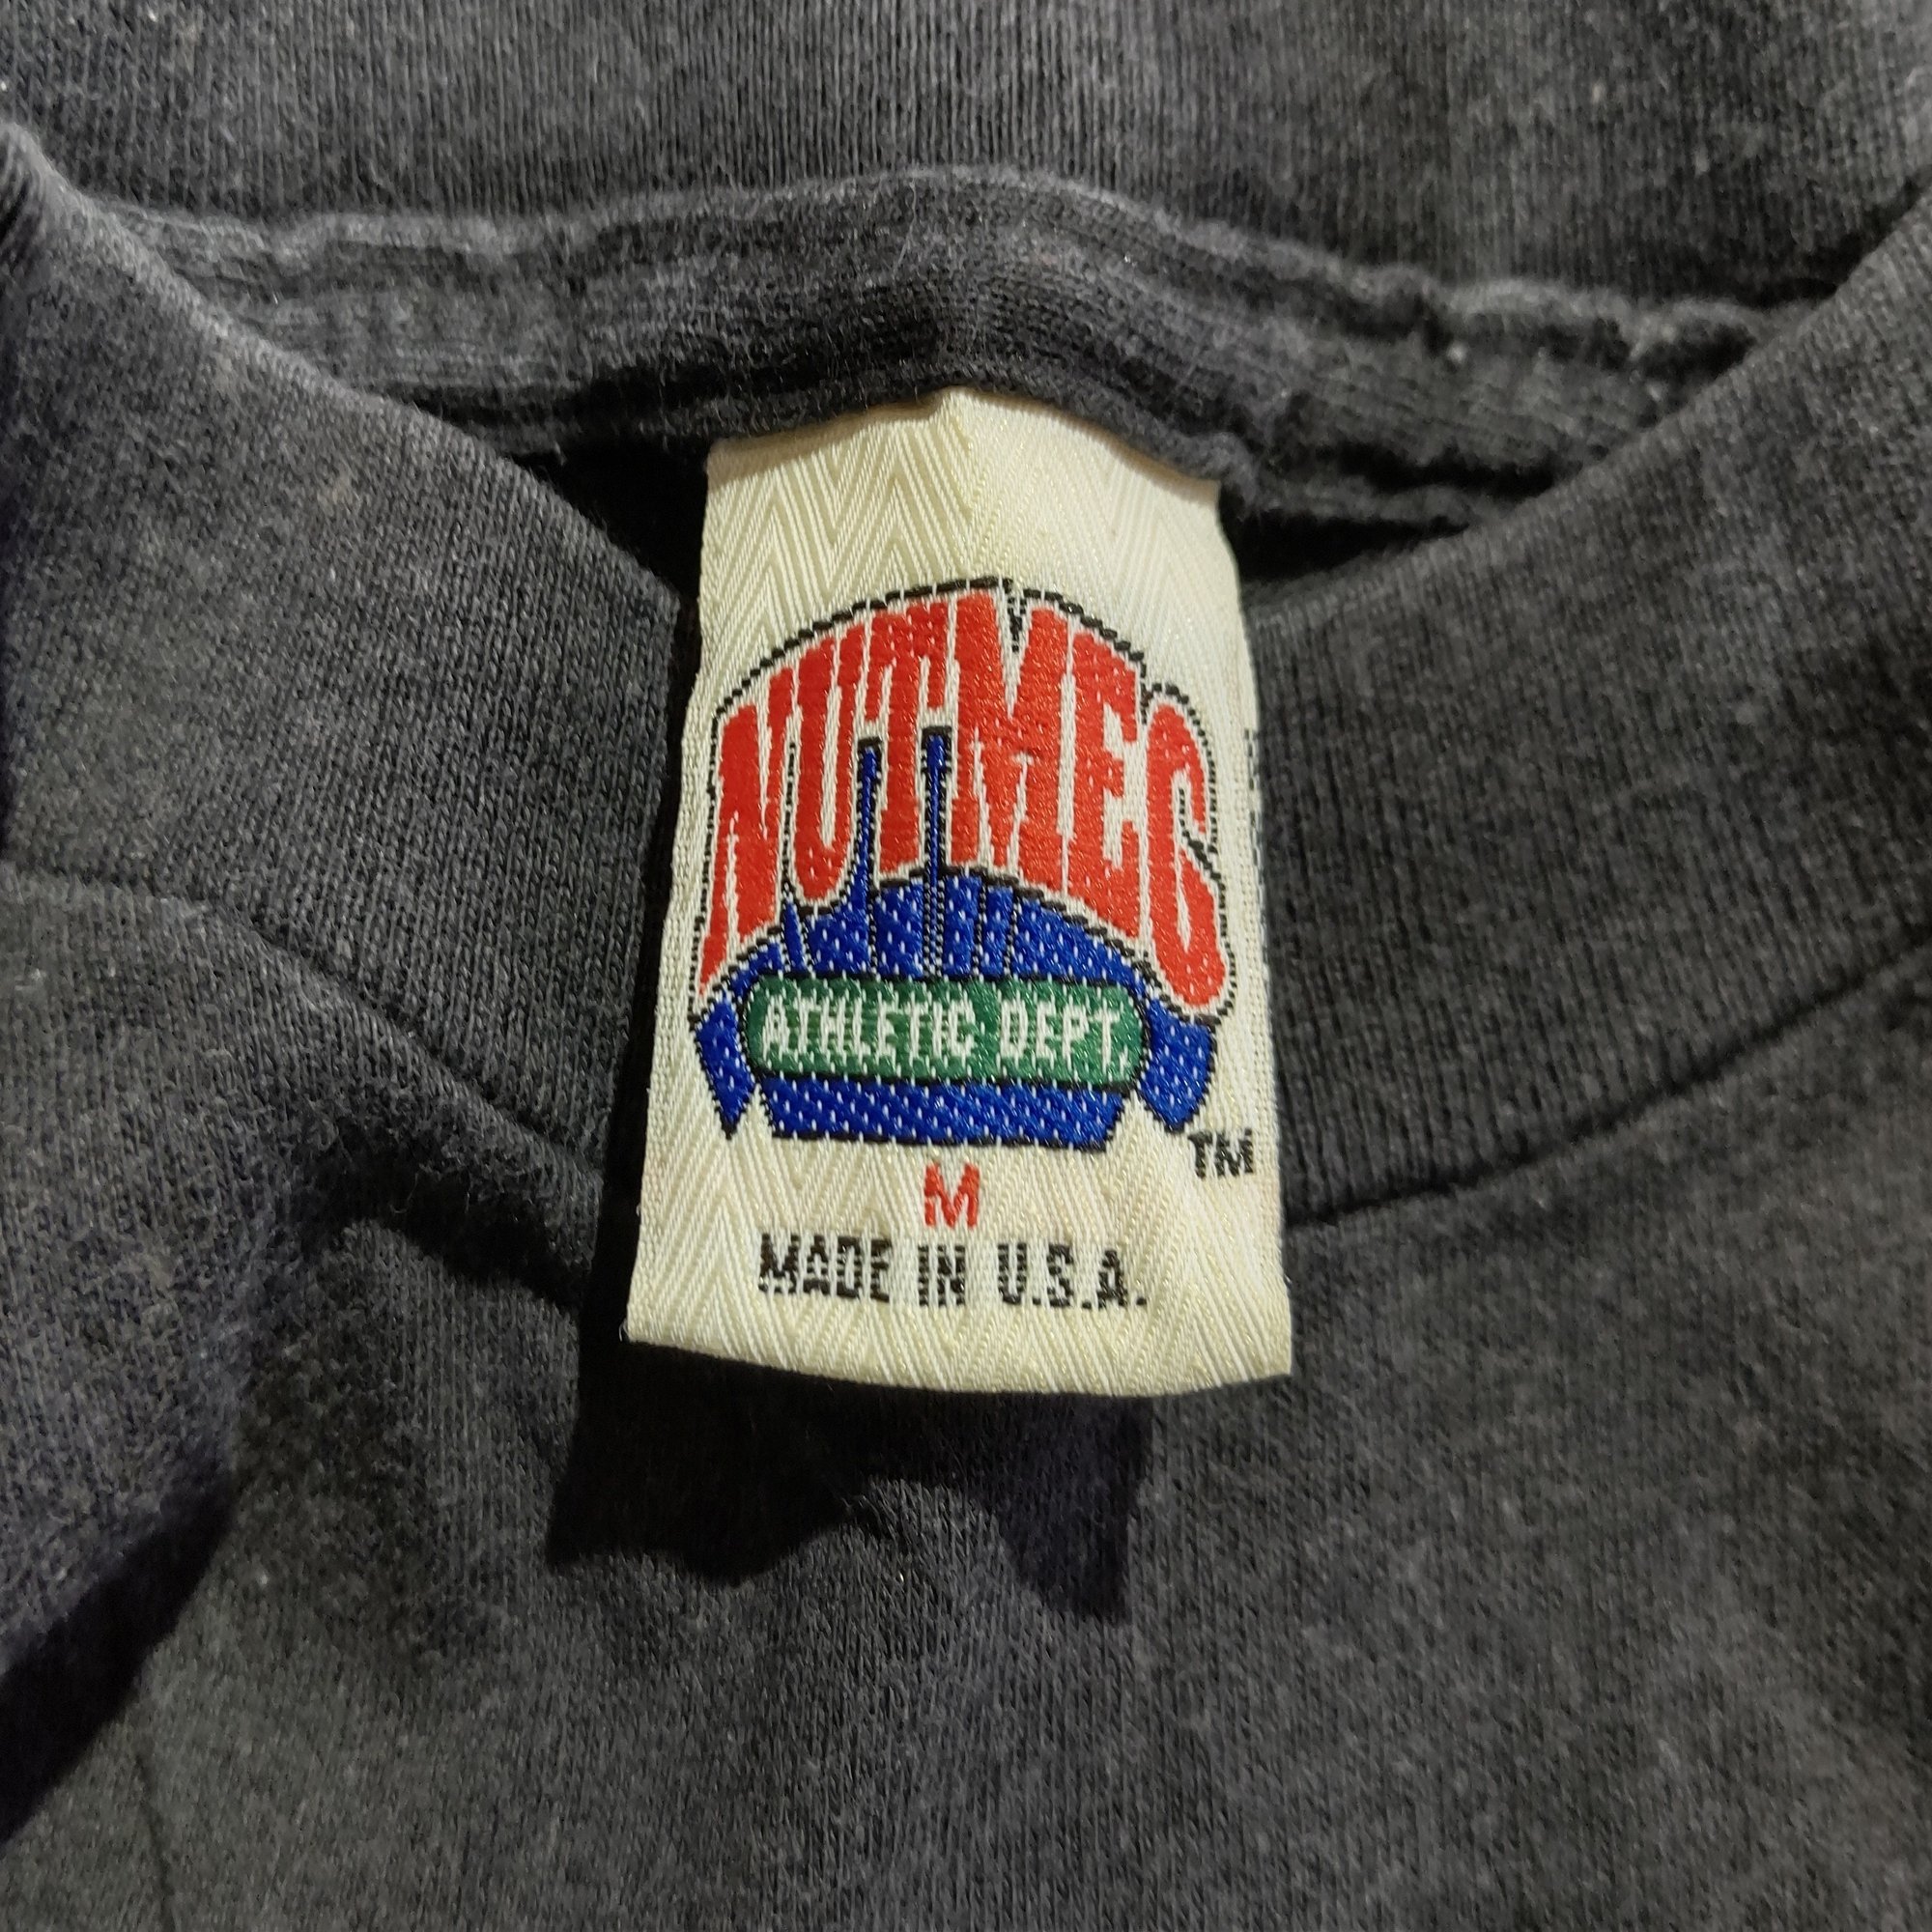 NUTMEG
ATHLETIC DEPT.
TM
M
MADE IN U.S.A.